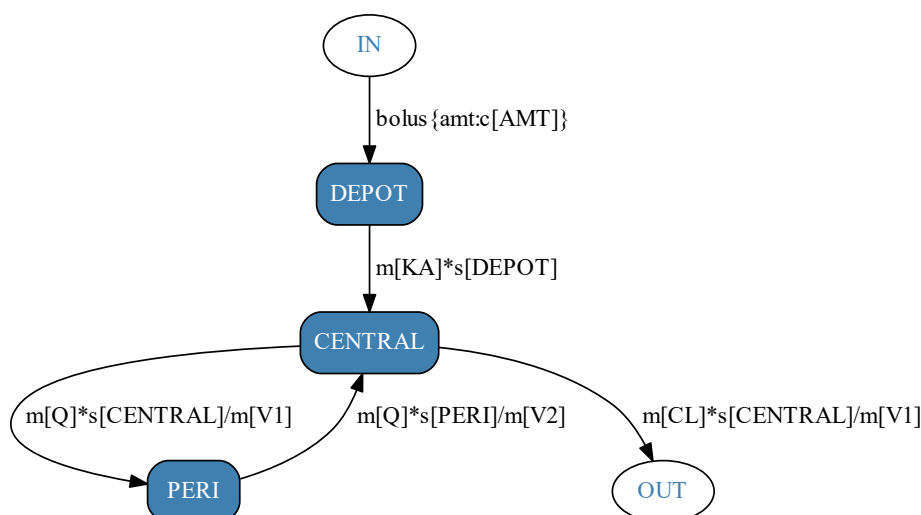 IN
bolus{amt:c[AMT]}
DEPOT
m[KA]*s[DEPOT]
CENTRAL
m[Q]*s[CENTRAL]/m[V1]
m[Q]*s[PERI]/m[V2]
m[CL]*s[CENTRAL]/m[V1]
PERI
OUT